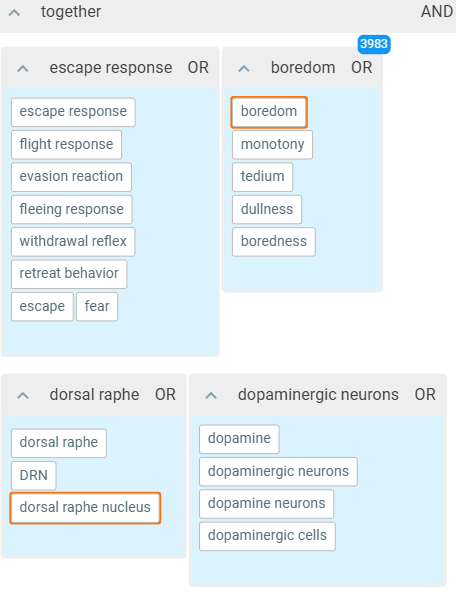 together AND
3983
escape response OR
escape response
flight response
evasion reaction
fleeing response
withdrawal reflex
retreat behavior
escape fear
boredom OR
boredom
monotony
tedium
dullness
boredness
dorsal raphe OR
dorsal raphe
DRN
dorsal raphe nucleus
dopaminergic neurons OR
dopamine
dopaminergic neurons
dopamine neurons
dopaminergic cells